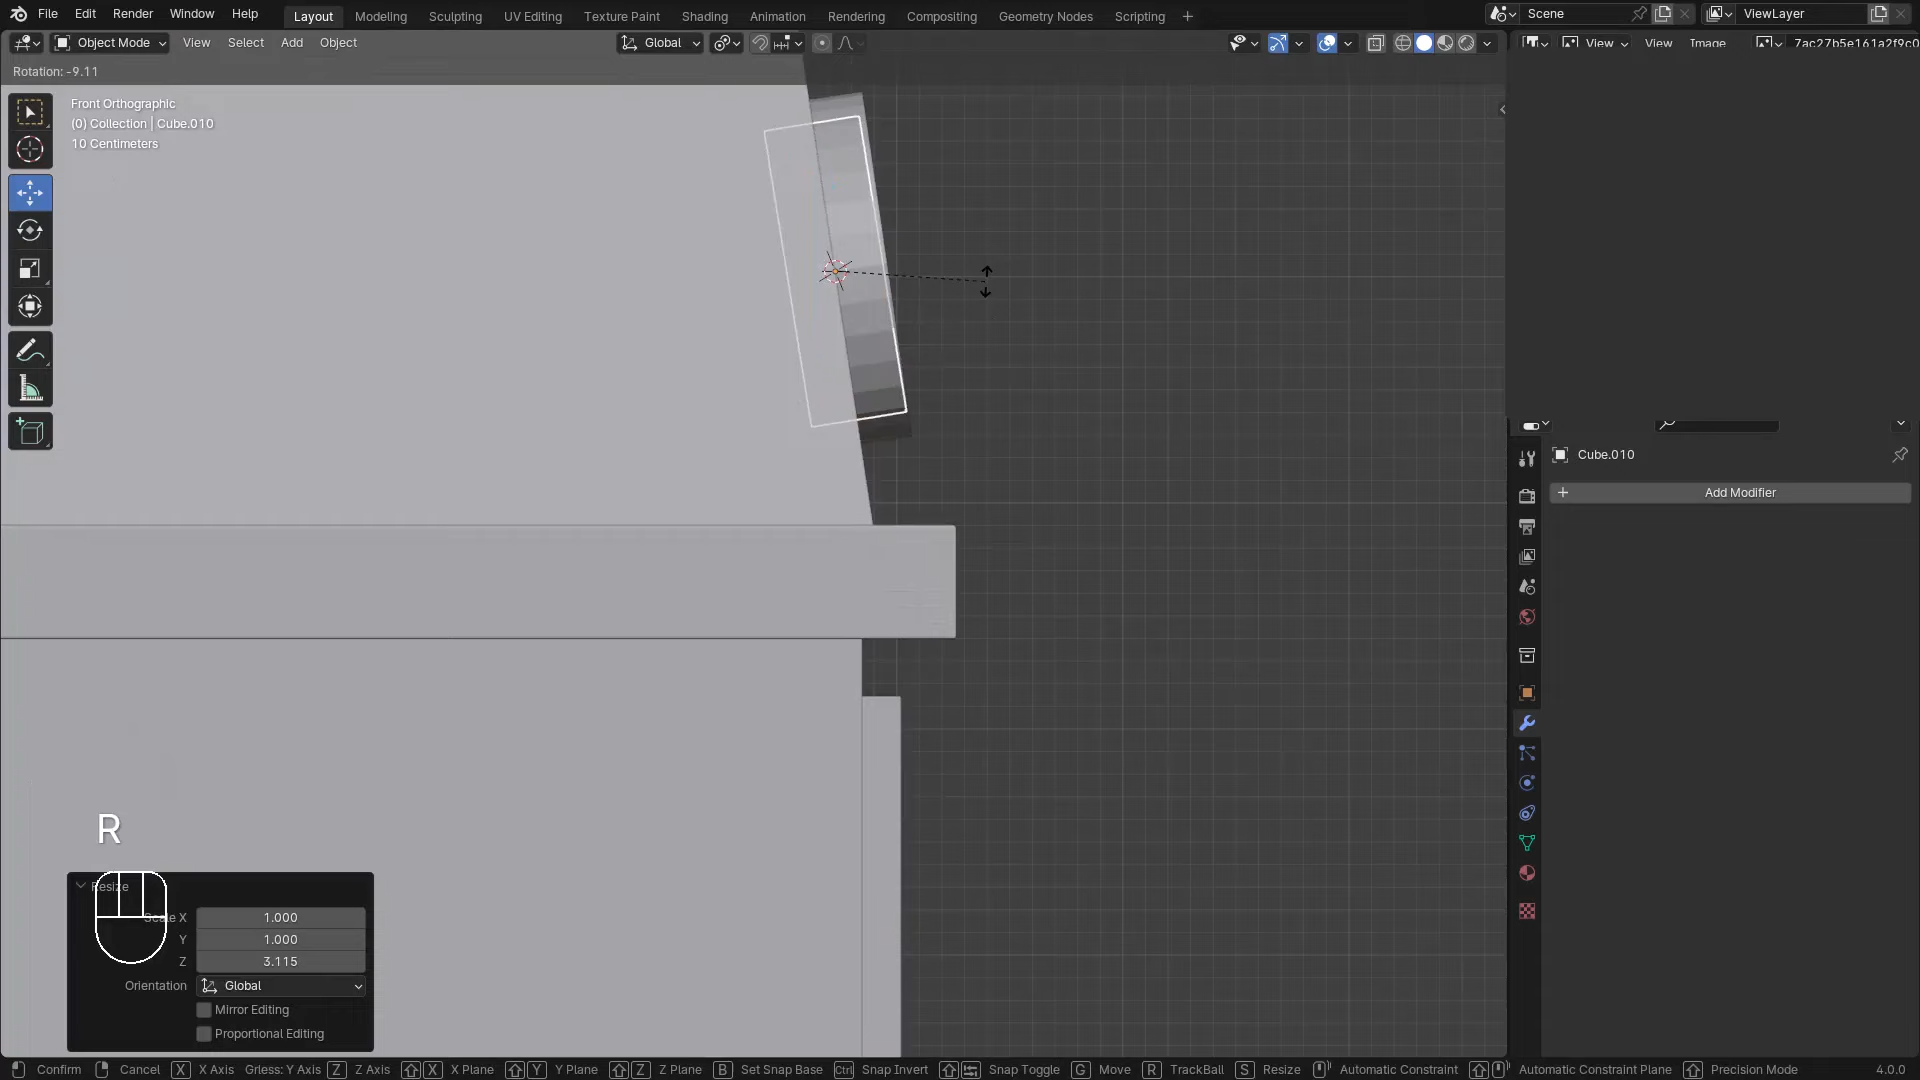 File Edit Render Window Help Layout Modeling Sculpting UV Editing Texture Paint Shading Animation Rendering Compositing Geometry Nodes Scripting + Scene ViewLayer
Object Mode View Select Add Object Global View View Image 7ac27b5e161a2f9c0
Rotation: -9.11
Front Orthographic
(0) Collection | Cube.010
10 Centimeters
Cube.010
+ Add Modifier
R
Resize
Scale X 1.000
Y 1.000
Z 3.115
Orientation Global
Mirror Editing
Proportional Editing
Confirm Cancel X X Axis Grless: Y Axis Z Z Axis X X Plane Y Y Plane Z Z Plane B Set Snap Base Ctrl Snap Invert Snap Toggle G Move R TrackBall S Resize Automatic Constraint Automatic Constraint Plane Precision Mode 4.0.0